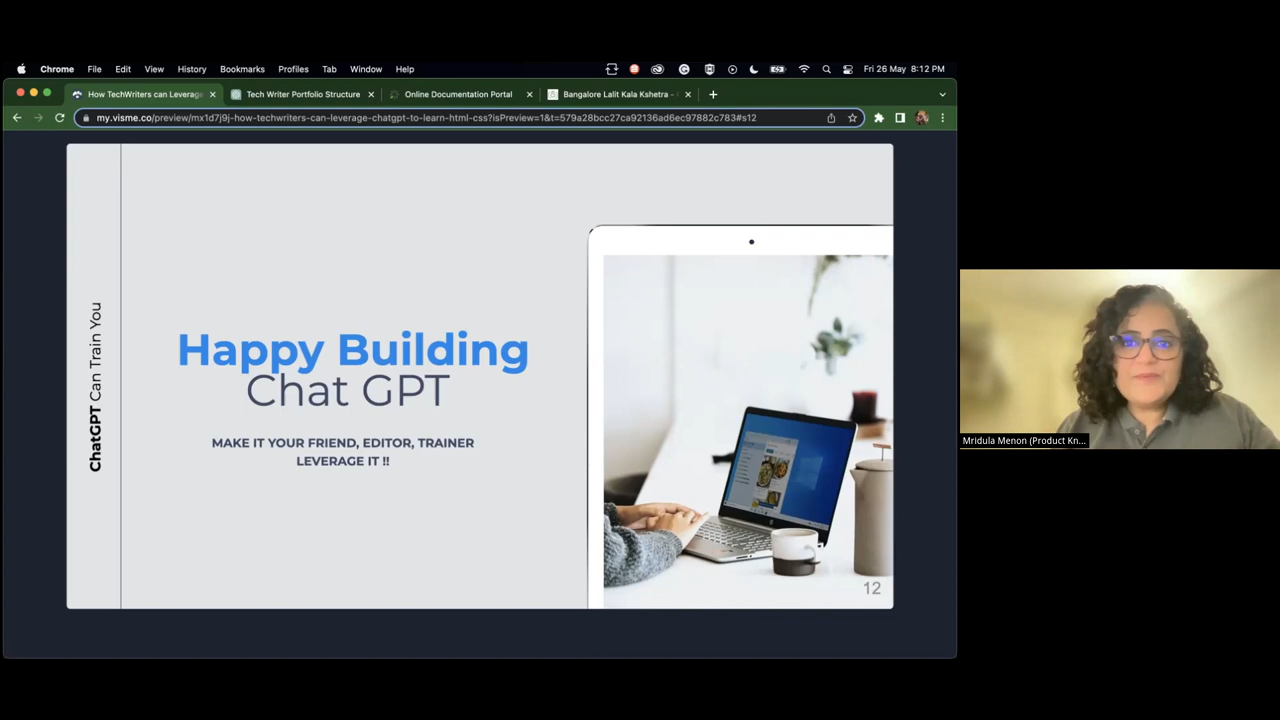 Chrome File Edit View History Bookmarks Profiles Tab Window Help Fri 26 May 8:12 PM
How TechWriters can Leverage Tech Writer Portfolio Structure Online Documentation Portal Bangalore Lalit Kala Kshetra -
my.visme.co/preview/mx1d7j9j-how-techwriters-can-leverage-chatgpt-to-learn-html-css?isPreview=1&t=579a28bcc27ca92136ad6ec97882c783#s12
ChatGPT Can Train You
Happy Building
Chat GPT
MAKE IT YOUR FRIEND, EDITOR, TRAINER
LEVERAGE IT !!
12
Mridula Menon (Product Kn...